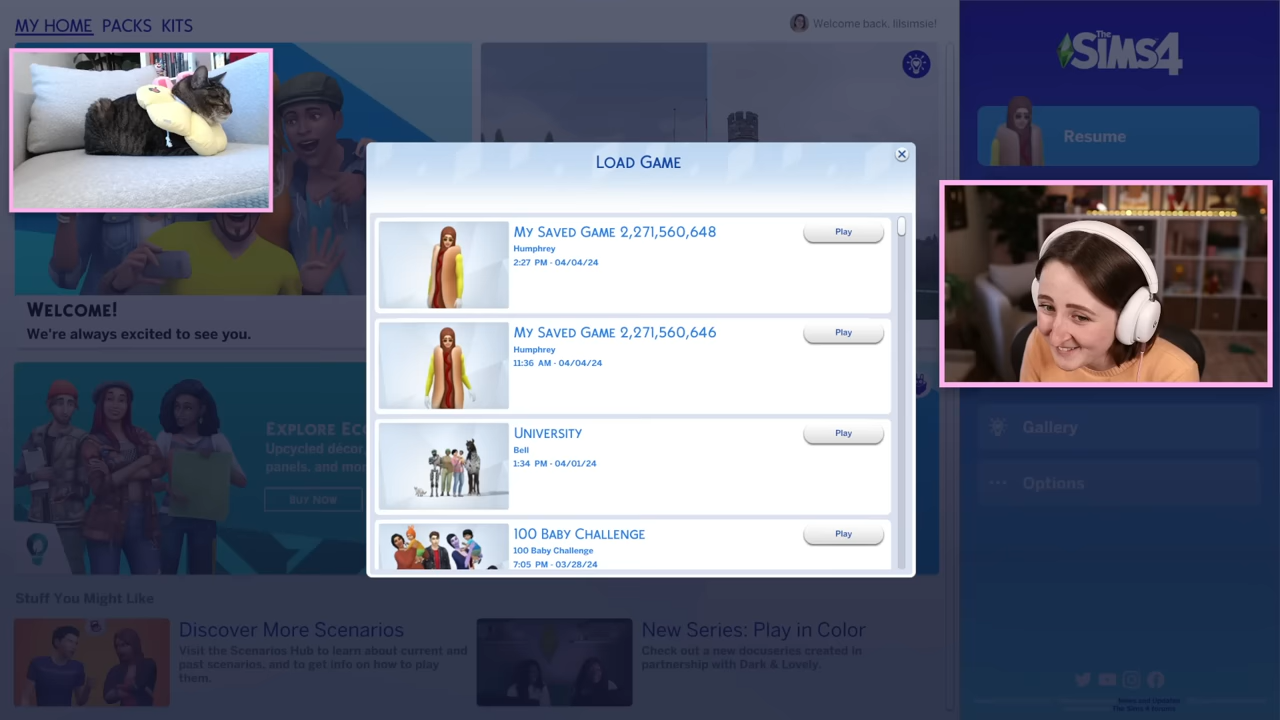 MY HOME PACKS KITS
Welcome back, lilsimsie!
The SIMS4
Resume
LOAD GAME
MY SAVED GAME 2,271,560,648
Play
Humphrey
2:27 PM - 04/04/24
MY SAVED GAME 2,271,560,646
Play
Humphrey
11:36 AM - 04/04/24
UNIVERSITY
Play
Bell
1:34 PM - 04/01/24
100 BABY CHALLENGE
Play
100 Baby Challenge
7:05 PM - 03/28/24
WELCOME!
We're always excited to see you.
EXPLORE
Upcycled décor,
panels, and
BUY NOW
Gallery
Options
Stuff You Might Like
Discover More Scenarios
Visit the Scenarios Hub to learn about current and
past scenarios, and to get info on how to play
them.
New Series: Play in Color
Check out a new docuseries created in
partnership with Dark & Lovely.